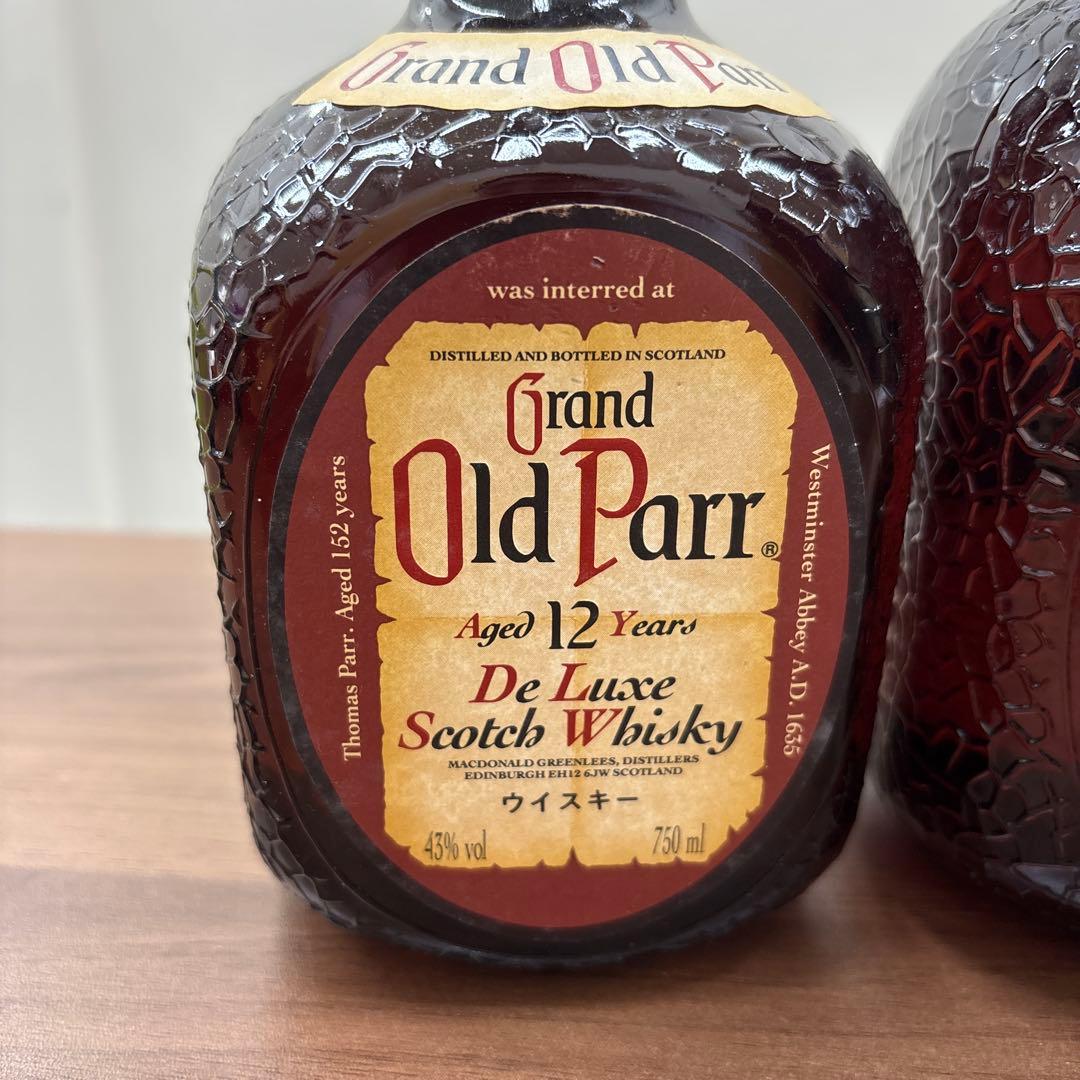 Grand Old Parr
was interred at
DISTILLED AND BOTTLED IN SCOTLAND
Grand
Old Parr®
Thomas Parr. Aged 152 years
Westminster Abbey A.D. 1635
Aged 12 Years
De Luxe
Scotch Whisky
MACDONALD GREENLEES, DISTILLERS
EDINBURGH EH12 6JW SCOTLAND
ウイスキー
43% vol 750 ml